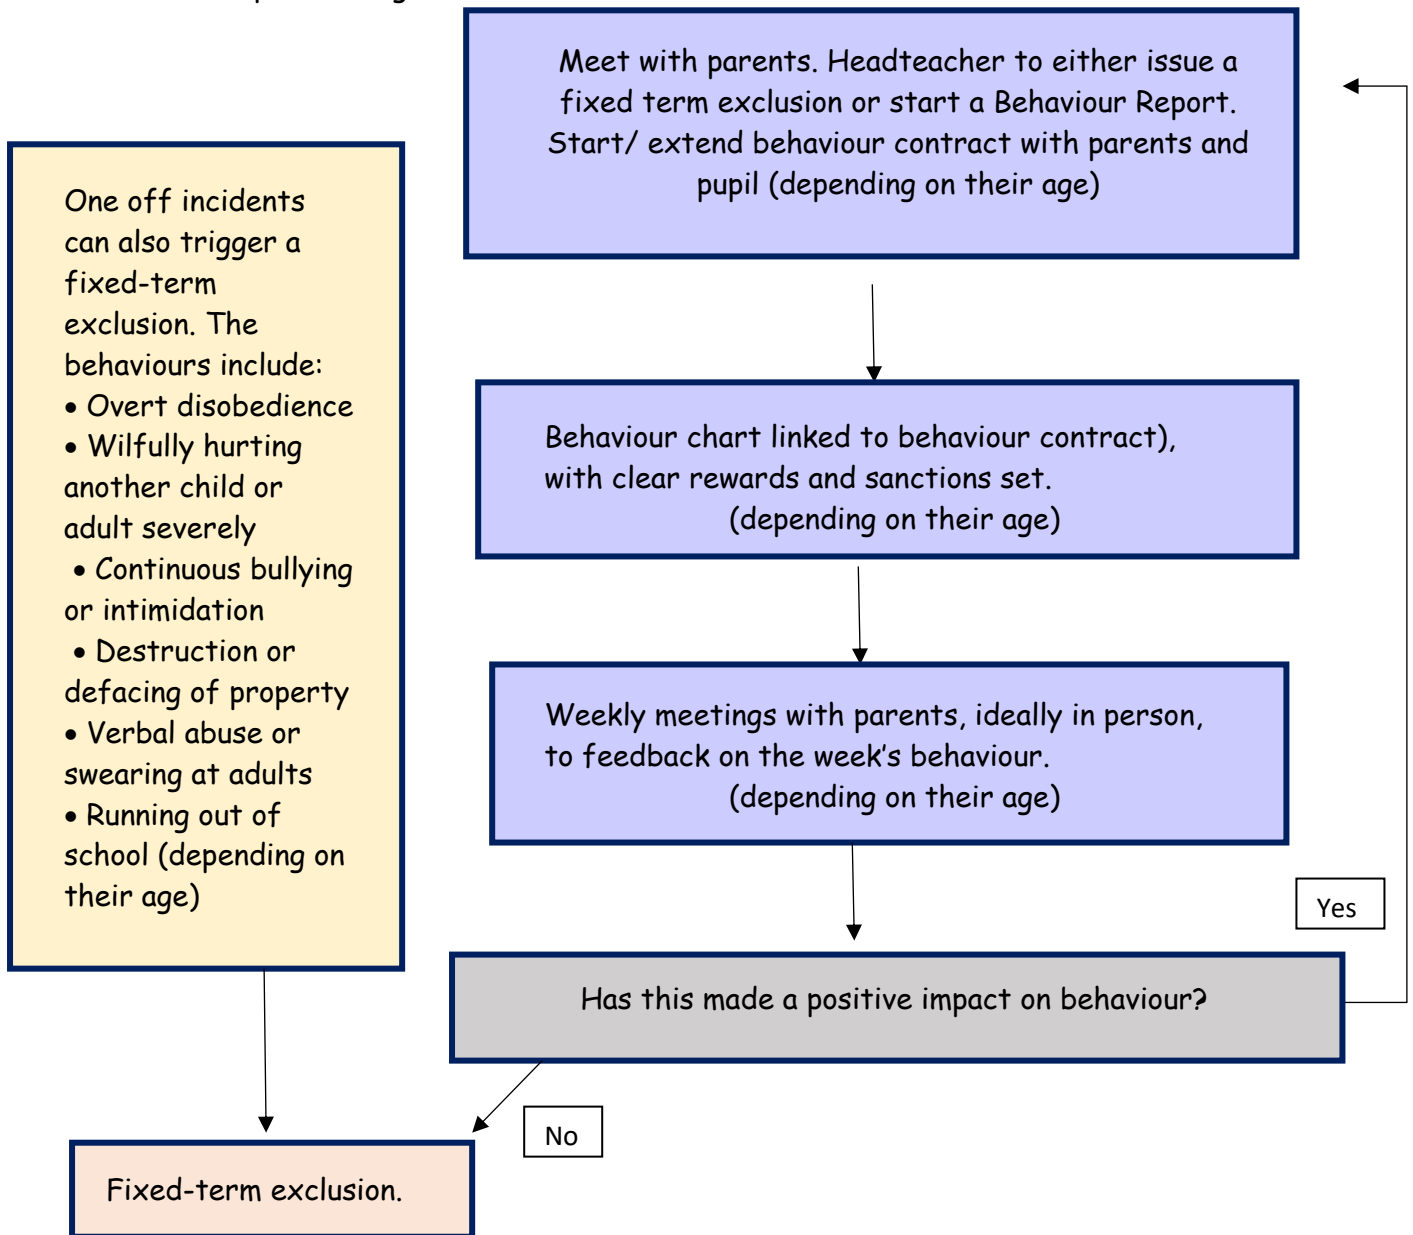 Meet with parents. Headteacher to either issue a
fixed term exclusion or start a Behaviour Report.
Start/ extend behaviour contract with parents and
pupil (depending on their age)
One off incidents
can also trigger a
fixed-term
exclusion. The
behaviours include:
• Overt disobedience
• Wilfully hurting
another child or
adult severely
• Continuous bullying
or intimidation
• Destruction or
defacing of property
• Verbal abuse or
swearing at adults
• Running out of
school (depending on
their age)
Behaviour chart linked to behaviour contract),
with clear rewards and sanctions set.
(depending on their age)
Weekly meetings with parents, ideally in person,
to feedback on the week's behaviour.
(depending on their age)
Yes
Has this made a positive impact on behaviour?
No
Fixed-term exclusion.